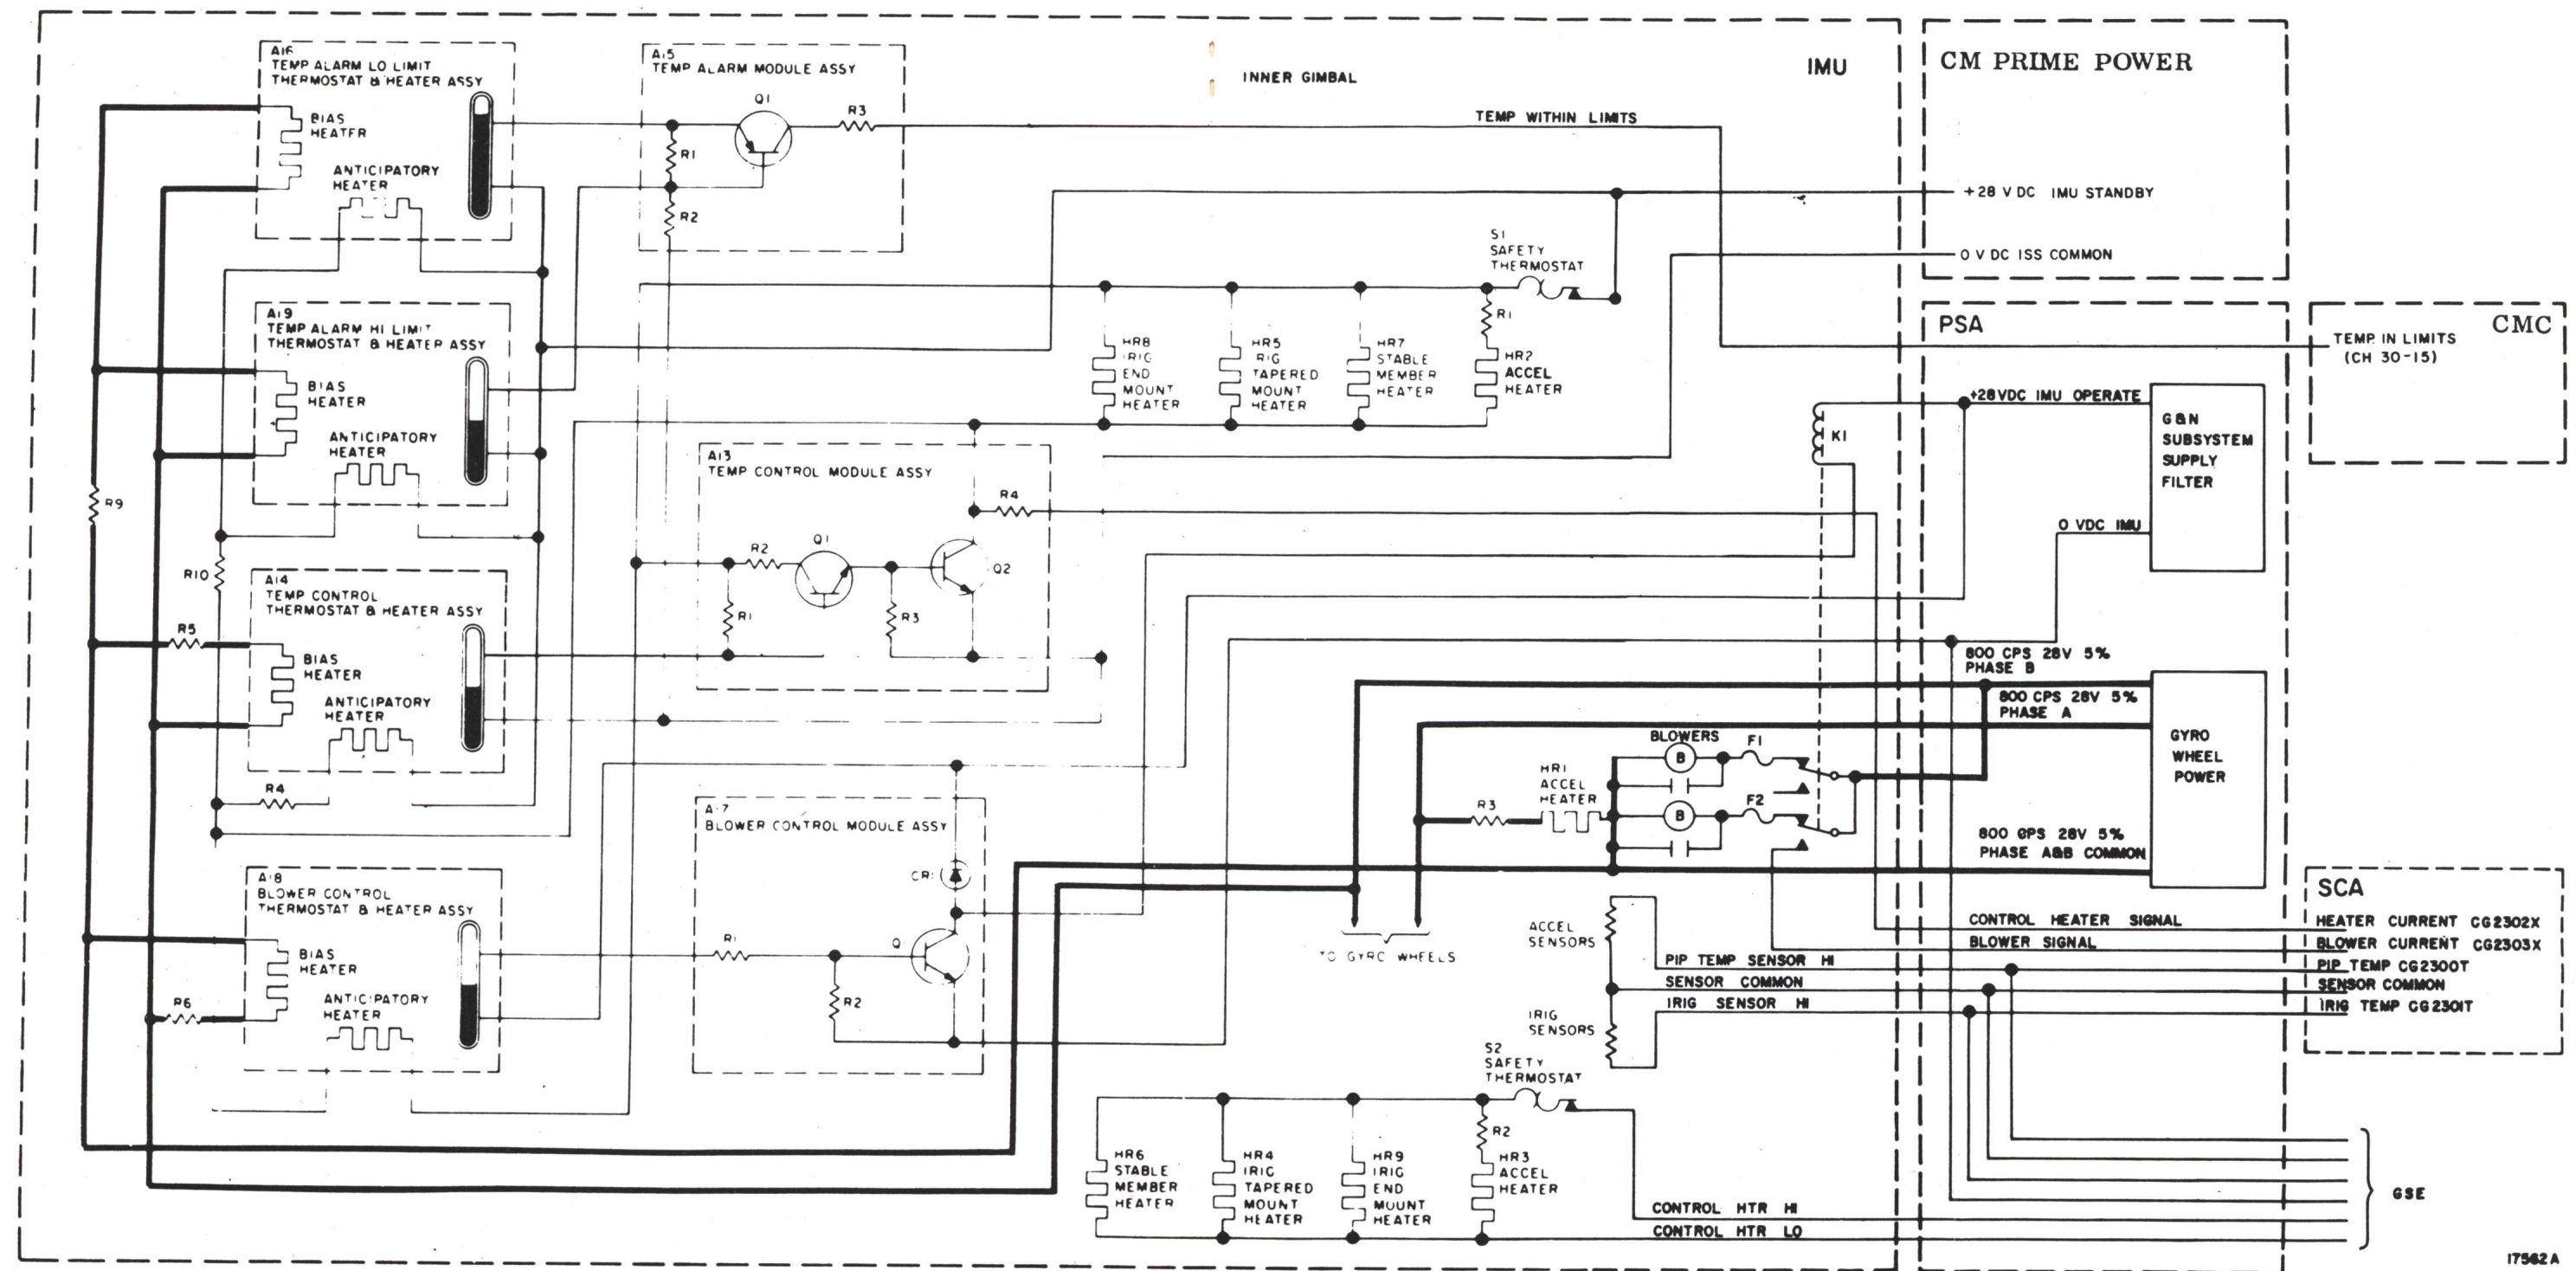 A16
TEMP ALARM LO LIMIT
THERMOSTAT & HEATER ASSY
BIAS
HEATER
ANTICIPATORY
HEATER
A15
TEMP ALARM MODULE ASSY
Q1
R3
R1
R2
INNER GIMBAL
IMU
TEMP WITHIN LIMITS
CM PRIME POWER
+28 V DC IMU STANDBY
0 V DC ISS COMMON
S1
SAFETY
THERMOSTAT
A19
TEMP ALARM HI LIMIT
THERMOSTAT & HEATER ASSY
BIAS
HEATER
ANTICIPATORY
HEATER
R9
R10
HR8
IRIG
END
MOUNT
HEATER
HR5
RIG
TAPERED
MOUNT
HEATER
HR7
STABLE
MEMBER
HEATER
R1
HR2
ACCEL
HEATER
PSA
CMC
TEMP IN LIMITS
(CH 30-15)
+28VDC IMU OPERATE
K1
G&N
SUBSYSTEM
SUPPLY
FILTER
0 VDC IMU
A13
TEMP CONTROL MODULE ASSY
R4
R2
Q1
Q2
R1
R3
A14
TEMP CONTROL
THERMOSTAT & HEATER ASSY
R5
BIAS
HEATER
ANTICIPATORY
HEATER
R4
800 CPS 28V 5%
PHASE B
800 CPS 28V 5%
PHASE A
GYRO
WHEEL
POWER
BLOWERS
B
F1
B
F2
HR1
ACCEL
HEATER
R3
800 CPS 28V 5%
PHASE A&B COMMON
A17
BLOWER CONTROL MODULE ASSY
CR1
Q
R1
R2
A18
BLOWER CONTROL
THERMOSTAT & HEATER ASSY
BIAS
HEATER
ANTICIPATORY
HEATER
R6
TO GYRO WHEELS
ACCEL
SENSORS
IRIG
SENSORS
PIP TEMP SENSOR HI
SENSOR COMMON
IRIG SENSOR HI
CONTROL HEATER SIGNAL
BLOWER SIGNAL
SCA
HEATER CURRENT CG2302X
BLOWER CURRENT CG2303X
PIP TEMP CG2300T
SENSOR COMMON
IRIG TEMP CG2301T
S2
SAFETY
THERMOSTAT
HR6
STABLE
MEMBER
HEATER
HR4
IRIG
TAPERED
MOUNT
HEATER
HR9
IRIG
END
MOUNT
HEATER
R2
HR3
ACCEL
HEATER
CONTROL HTR HI
CONTROL HTR LO
GSE
17562A